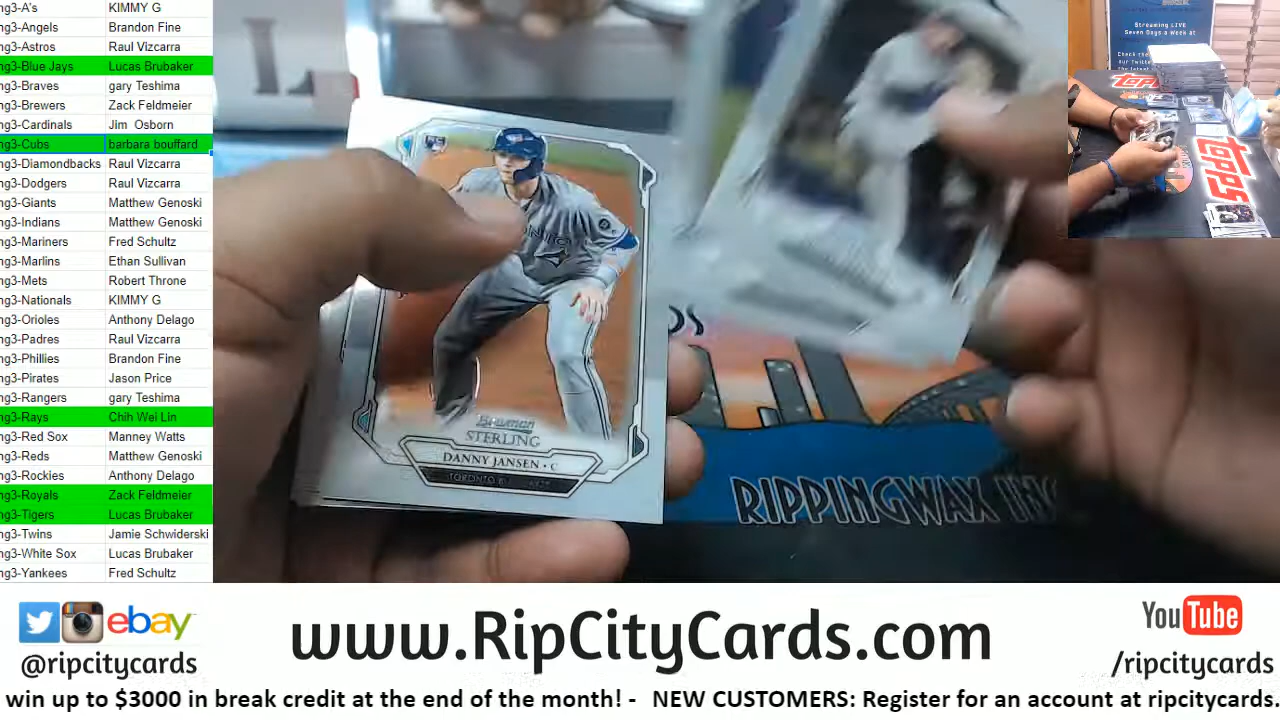 ng3-A's KIMMY G
ng3-Angels Brandon Fine
ng3-Astros Raul Vizcarra
ng3-Blue Jays Lucas Brubaker
ng3-Braves gary Teshima
ng3-Brewers Zack Feldmeier
ng3-Cardinals Jim Osborn
ng3-Cubs barbara bouffard
ng3-Diamondbacks Raul Vizcarra
ng3-Dodgers Raul Vizcarra
ng3-Giants Matthew Genoski
ng3-Indians Matthew Genoski
ng3-Mariners Fred Schultz
ng3-Marlins Ethan Sullivan
ng3-Mets Robert Throne
ng3-Nationals KIMMY G
ng3-Orioles Anthony Delago
ng3-Padres Raul Vizcarra
ng3-Phillies Brandon Fine
ng3-Pirates Jason Price
ng3-Rangers gary Teshima
ng3-Rays Chih Wei Lin
ng3-Red Sox Manney Watts
ng3-Reds Matthew Genoski
ng3-Rockies Anthony Delago
ng3-Royals Zack Feldmeier
ng3-Tigers Lucas Brubaker
ng3-Twins Jamie Schwiderski
ng3-White Sox Lucas Brubaker
ng3-Yankees Fred Schultz
RC
Bowman
STERLING
DANNY JANSEN • C
TORONTO
RIPPINGWAX INC
Streaming LIVE
Seven Days a Week at
Check the
our Twitter
topps
topps
ebay
@ripcitycards
www.RipCityCards.com
YouTube
/ripcitycards
win up to $3000 in break credit at the end of the month! - NEW CUSTOMERS: Register for an account at ripcitycards.